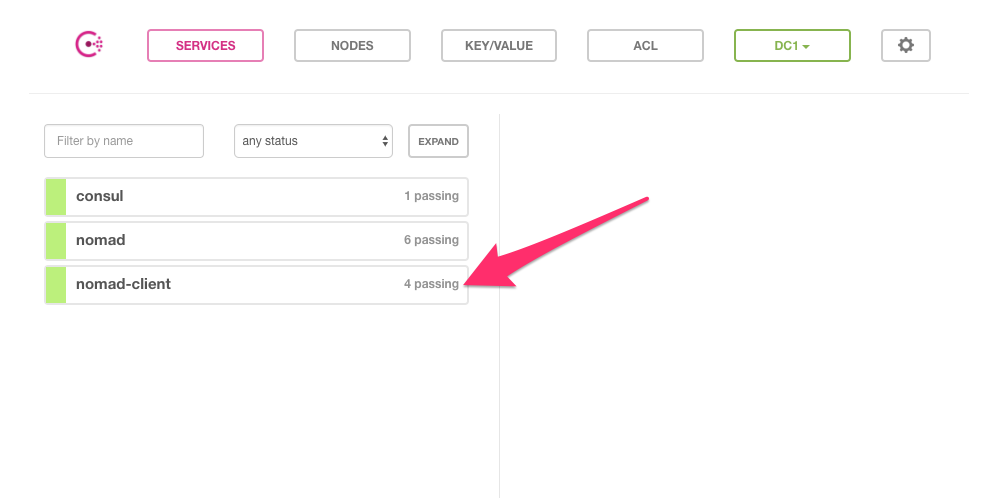 SERVICES NODES KEY/VALUE ACL DC1
Filter by name any status EXPAND
consul 1 passing
nomad 6 passing
nomad-client 4 passing